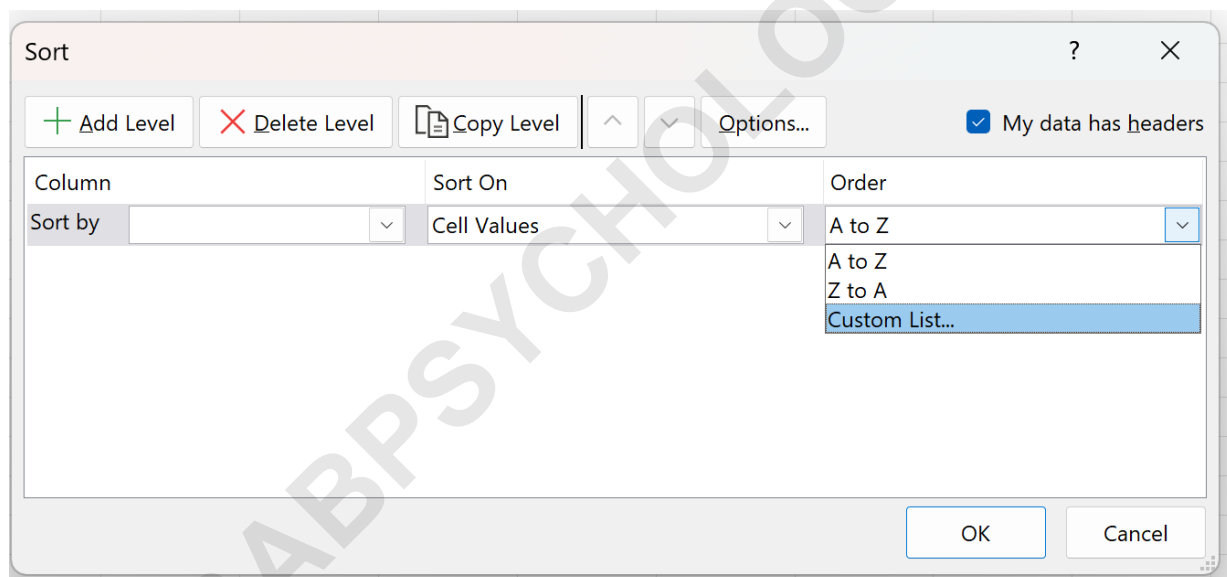 Sort ?
Add Level Delete Level Copy Level Options... My data has headers
Column Sort On Order
Sort by Cell Values A to Z
A to Z
Z to A
Custom List...
OK Cancel